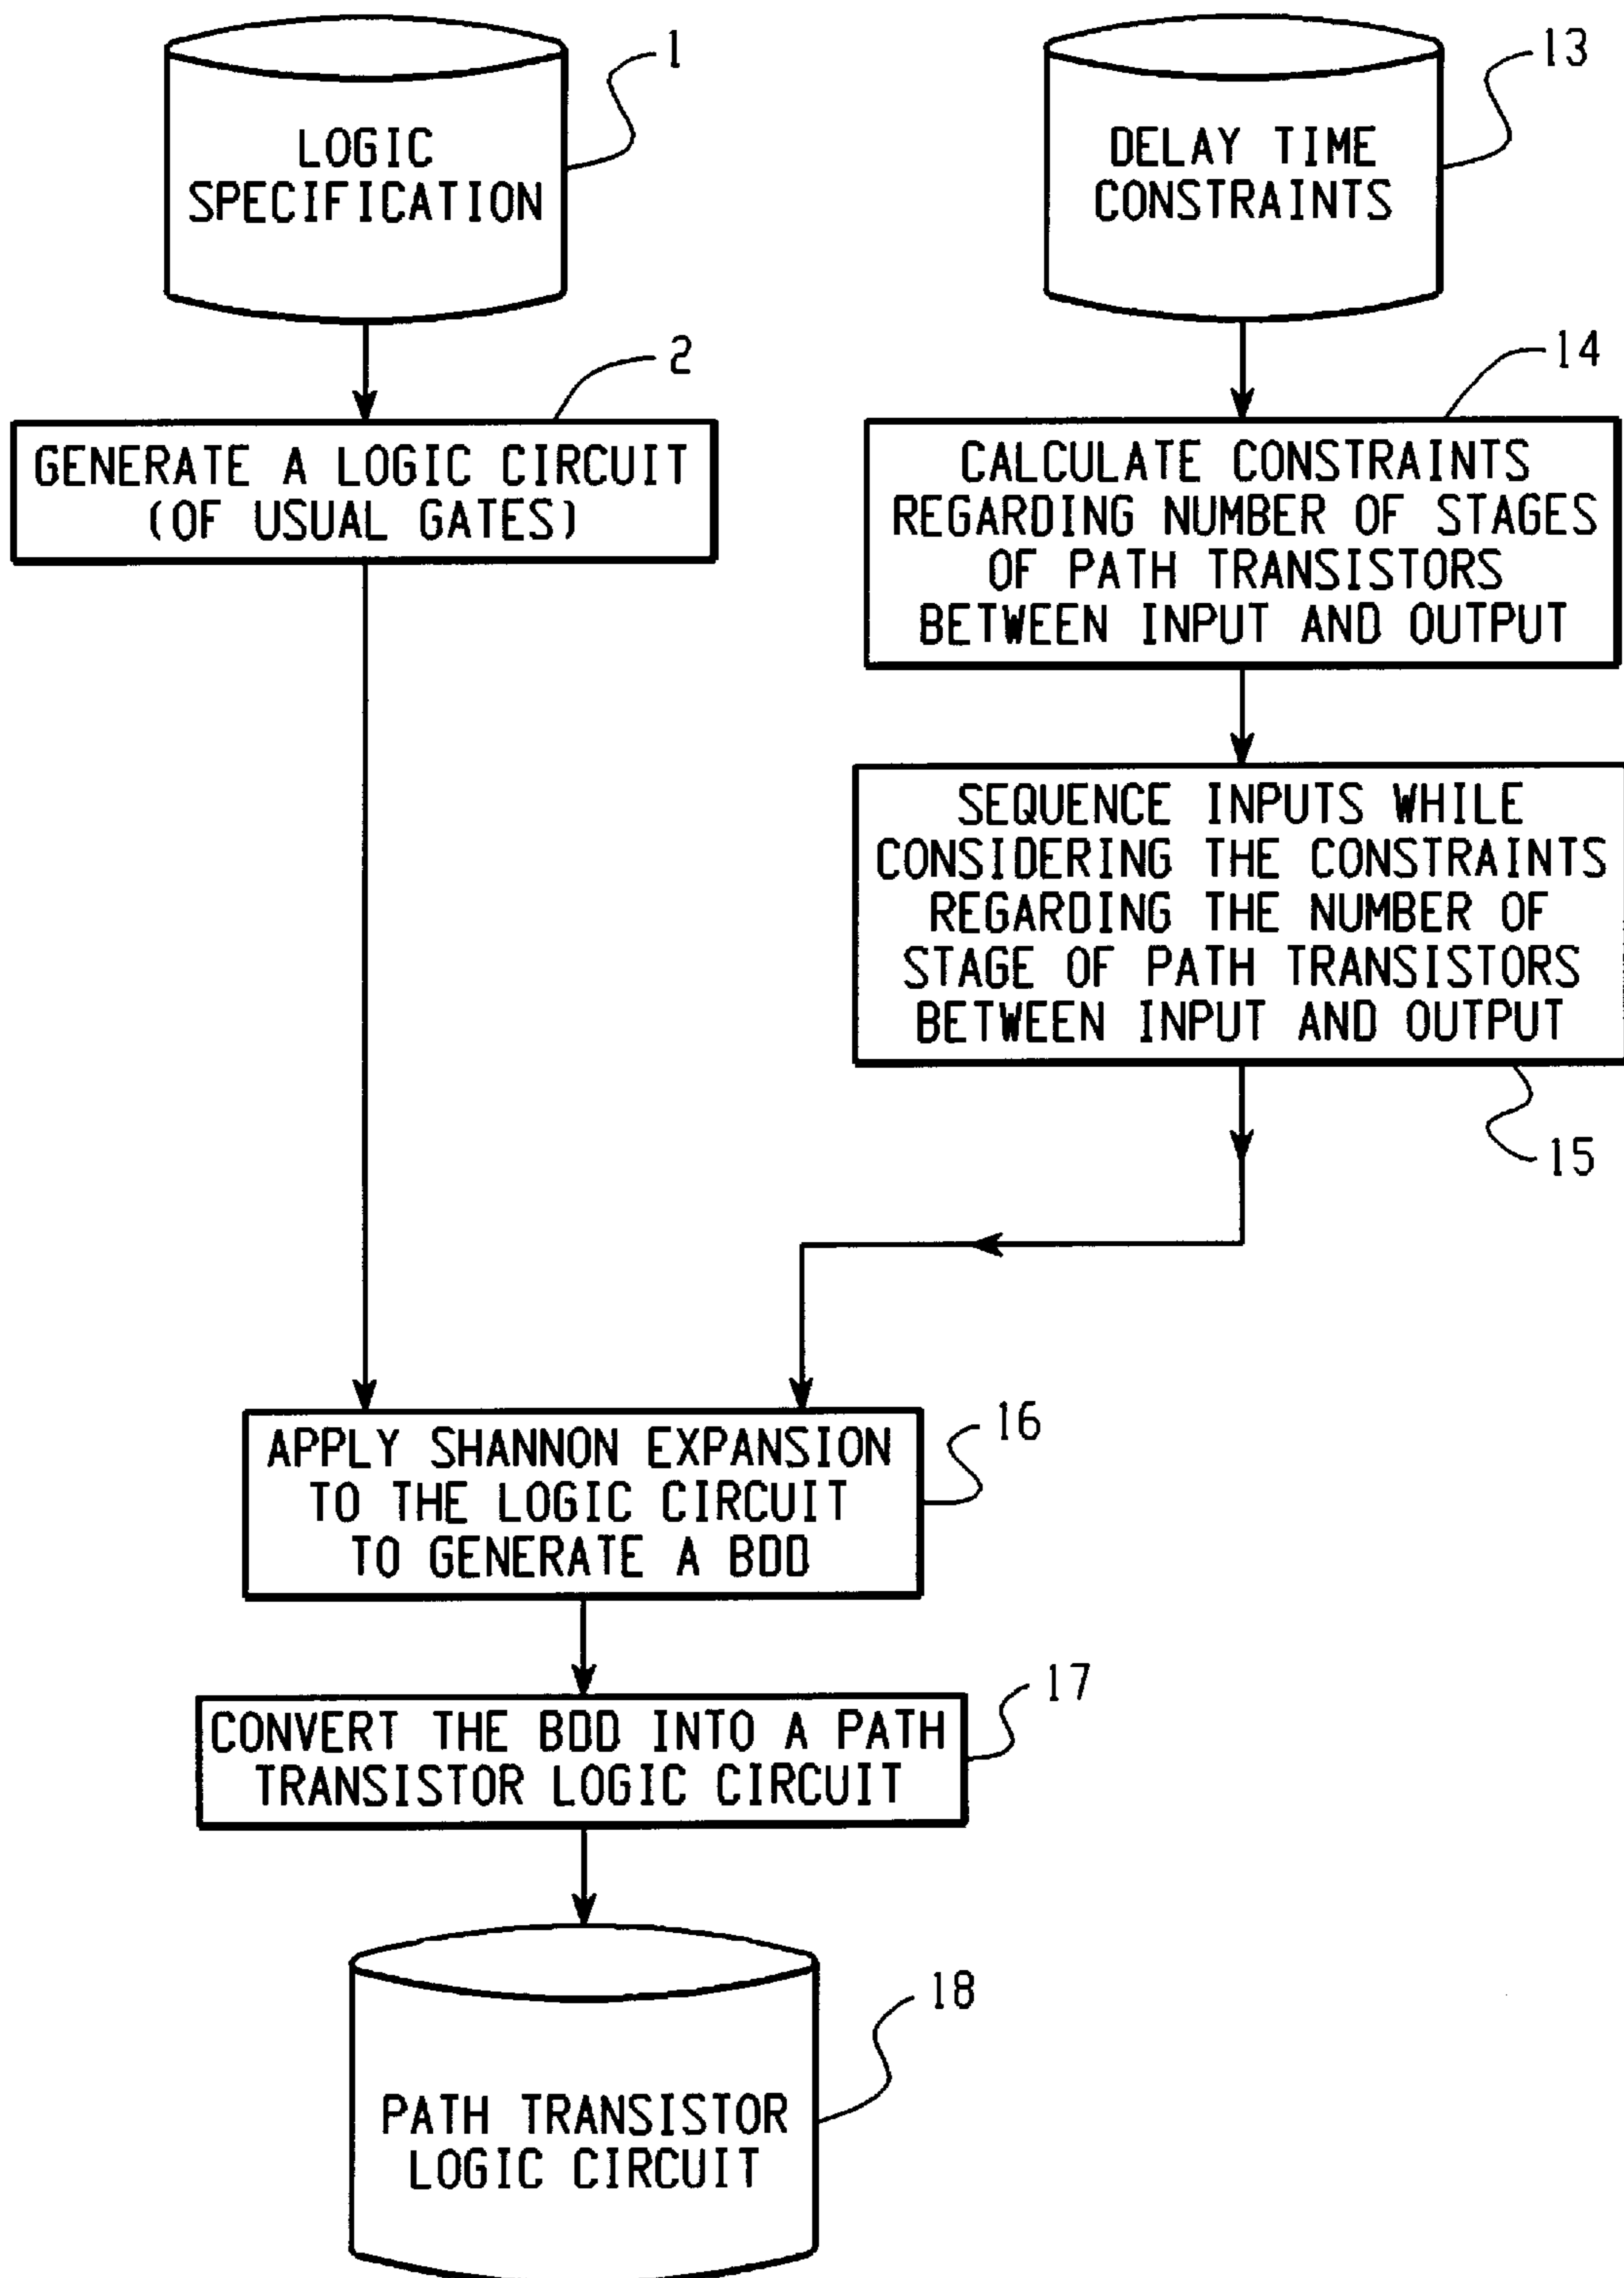 1
LOGIC
SPECIFICATION
13
DELAY TIME
CONSTRAINTS
2
GENERATE A LOGIC CIRCUIT
(OF USUAL GATES)
14
CALCULATE CONSTRAINTS
REGARDING NUMBER OF STAGES
OF PATH TRANSISTORS
BETWEEN INPUT AND OUTPUT
SEQUENCE INPUTS WHILE
CONSIDERING THE CONSTRAINTS
REGARDING THE NUMBER OF
STAGE OF PATH TRANSISTORS
BETWEEN INPUT AND OUTPUT
15
16
APPLY SHANNON EXPANSION
TO THE LOGIC CIRCUIT
TO GENERATE A BDD
17
CONVERT THE BDD INTO A PATH
TRANSISTOR LOGIC CIRCUIT
18
PATH TRANSISTOR
LOGIC CIRCUIT